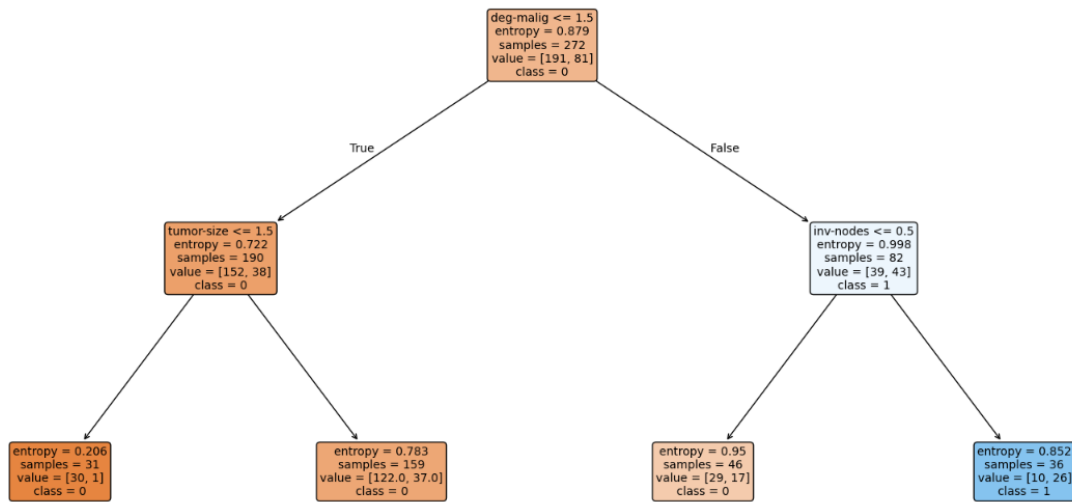 deg-malig <= 1.5
entropy = 0.879
samples = 272
value = [191, 81]
class = 0
True
False
tumor-size <= 1.5
entropy = 0.722
samples = 190
value = [152, 38]
class = 0
inv-nodes <= 0.5
entropy = 0.998
samples = 82
value = [39, 43]
class = 1
entropy = 0.206
samples = 31
value = [30, 1]
class = 0
entropy = 0.783
samples = 159
value = [122.0, 37.0]
class = 0
entropy = 0.95
samples = 46
value = [29, 17]
class = 0
entropy = 0.852
samples = 36
value = [10, 26]
class = 1